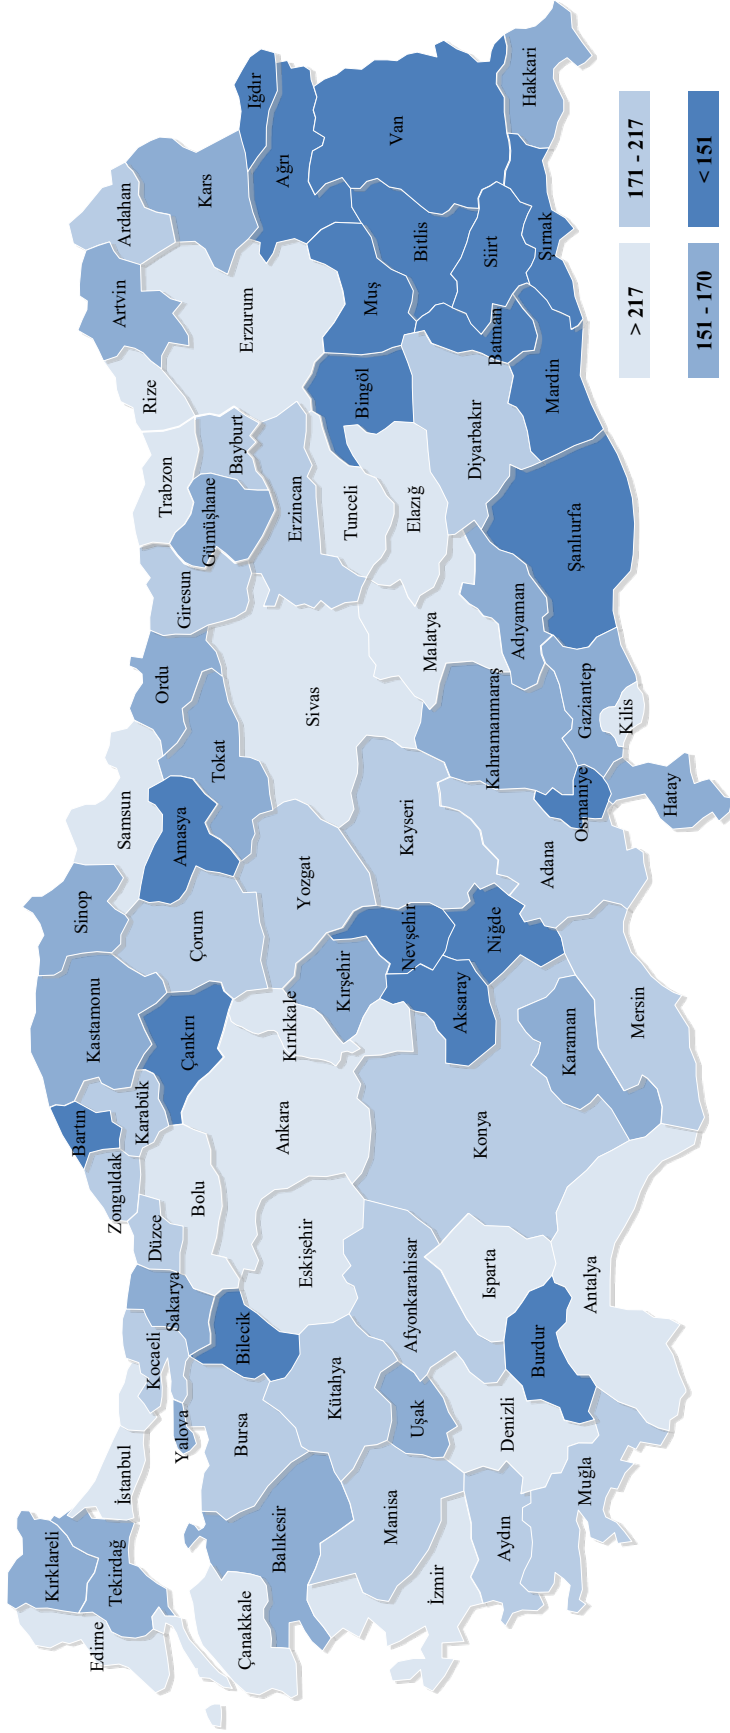 Edirne
Kırklareli
Tekirdağ
İstanbul
Çanakkale
Balıkesir
Yalova
Kocaeli
Sakarya
Düzce
Zonguldak
Bartın
Karabük
Kastamonu
Sinop
Bursa
Bilecik
Bolu
Çankırı
Çorum
Samsun
Amasya
Tokat
Ordu
Giresun
Trabzon
Gümüşhane
Bayburt
Rize
Artvin
Ardahan
Kars
Iğdır
Ağrı
Erzurum
Erzincan
Sivas
Yozgat
Kırıkkale
Ankara
Eskişehir
Kütahya
Manisa
İzmir
Uşak
Afyonkarahisar
Kırşehir
Nevşehir
Kayseri
Malatya
Tunceli
Elazığ
Bingöl
Muş
Van
Bitlis
Siirt
Batman
Diyarbakır
Adıyaman
Kahramanmaraş
Niğde
Aksaray
Konya
Isparta
Denizli
Aydın
Muğla
Burdur
Antalya
Karaman
Mersin
Adana
Osmaniye
Gaziantep
Kilis
Hatay
Şanlıurfa
Mardin
Şırnak
Hakkari
> 217
171 - 217
151 - 170
< 151